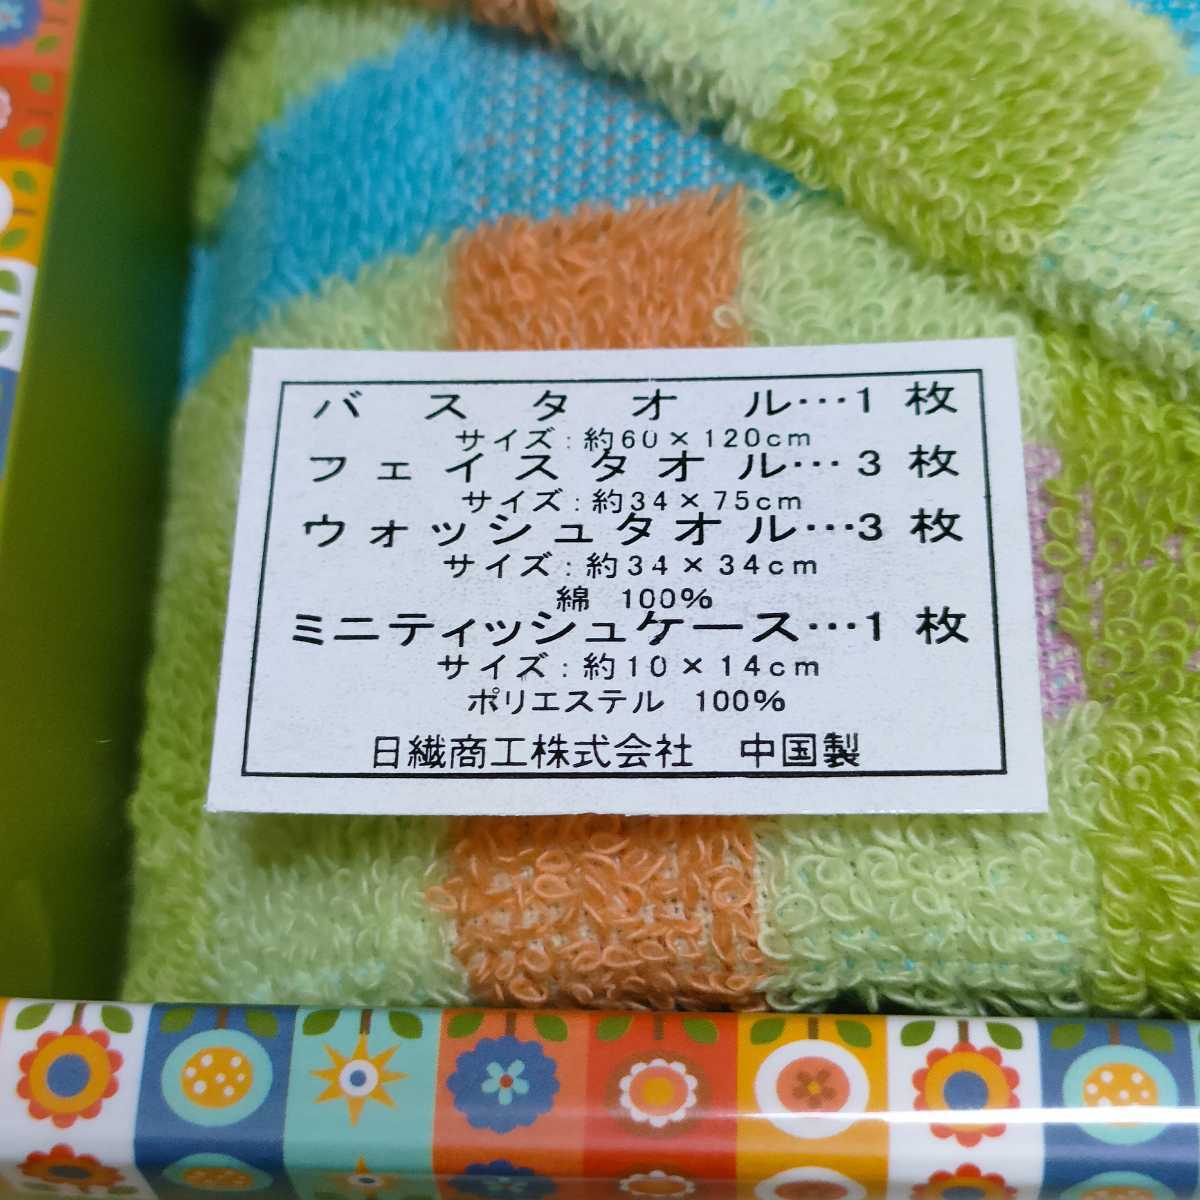 バスタオル…1枚
サイズ：約60×120cm
フェイスタオル…3枚
サイズ：約34×75cm
ウォッシュタオル…3枚
サイズ：約34×34cm
綿 100%
ミニティッシュケース…1枚
サイズ：約10×14cm
ポリエステル 100%
日繊商工株式会社 中国製